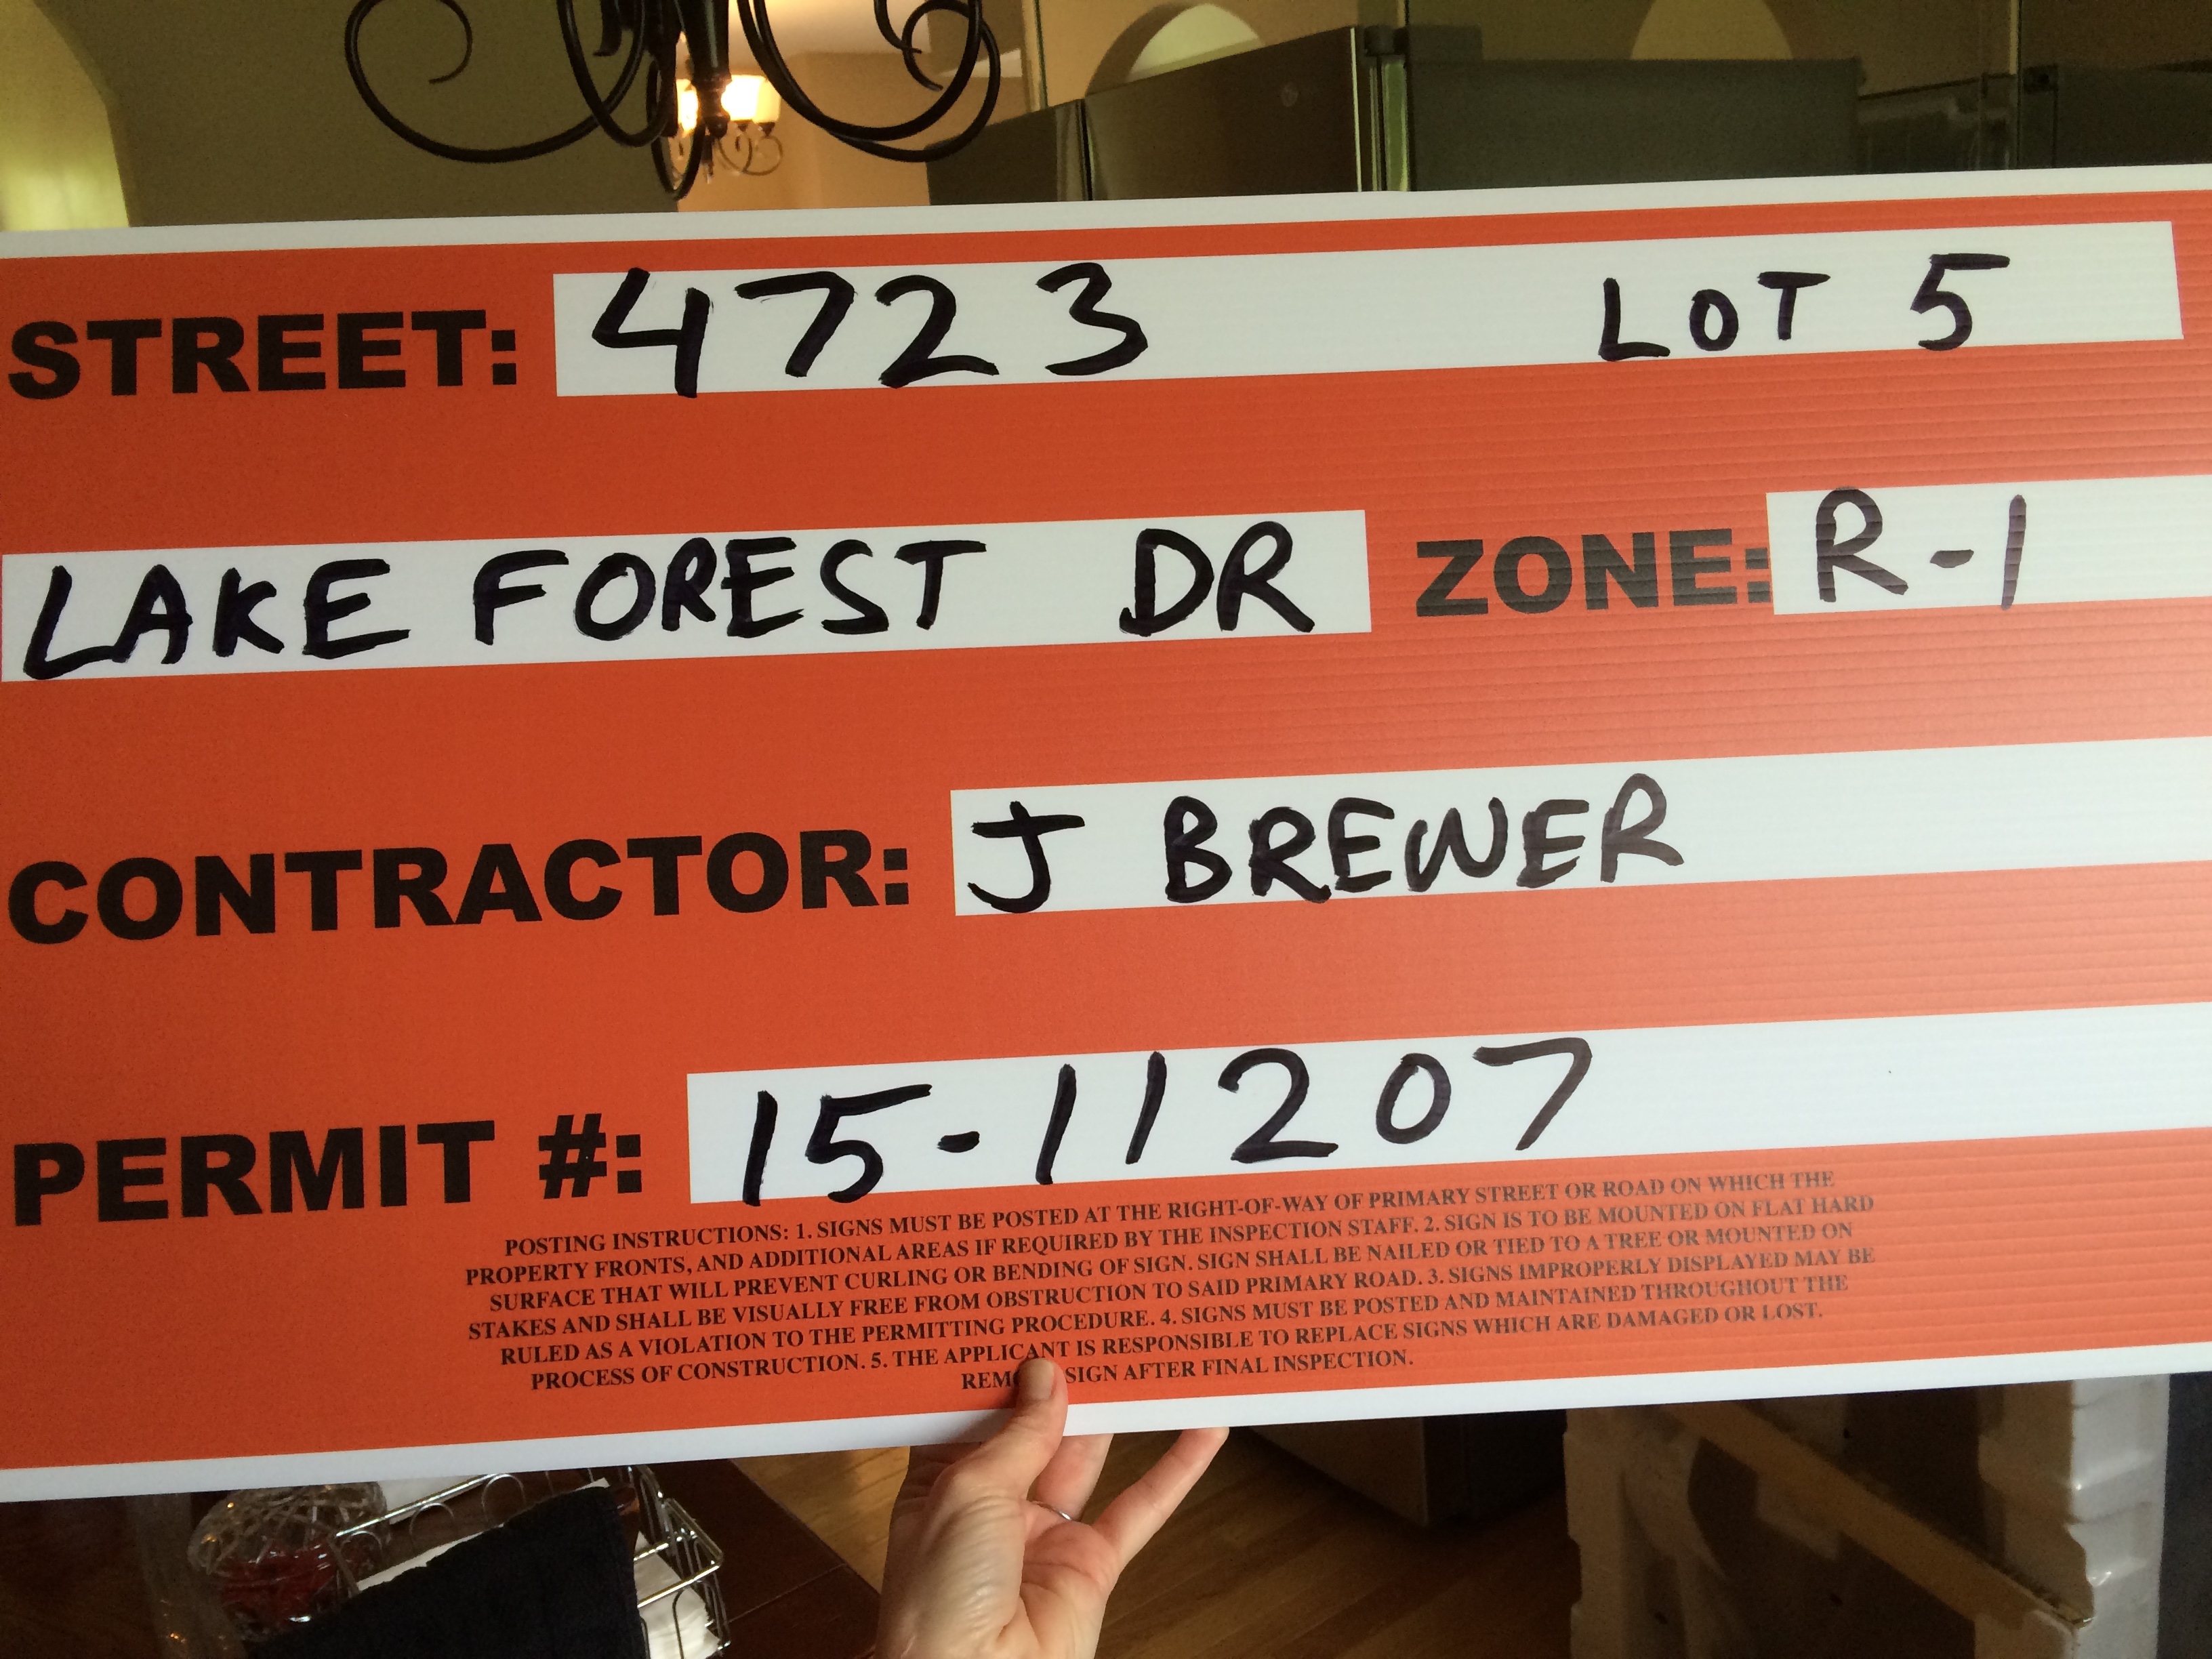 STREET: 4723 LOT 5
LAKE FOREST DR ZONE: R-1
CONTRACTOR: J BREWER
PERMIT #: 15-11207
POSTING INSTRUCTIONS: 1. SIGNS MUST BE POSTED AT THE RIGHT-OF-WAY OF PRIMARY STREET OR ROAD ON WHICH THE
PROPERTY FRONTS, AND ADDITIONAL AREAS IF REQUIRED BY THE INSPECTION STAFF. 2. SIGN IS TO BE MOUNTED ON FLAT HARD
SURFACE THAT WILL PREVENT CURLING OR BENDING OF SIGN. SIGN SHALL BE NAILED OR TIED TO A TREE OR MOUNTED ON
STAKES AND SHALL BE VISUALLY FREE FROM OBSTRUCTION TO SAID PRIMARY ROAD. 3. SIGNS IMPROPERLY DISPLAYED MAY BE
RULED AS A VIOLATION TO THE PERMITTING PROCEDURE. 4. SIGNS MUST BE POSTED AND MAINTAINED THROUGHOUT THE
PROCESS OF CONSTRUCTION. 5. THE APPLICANT IS RESPONSIBLE TO REPLACE SIGNS WHICH ARE DAMAGED OR LOST.
SIGN AFTER FINAL INSPECTION.